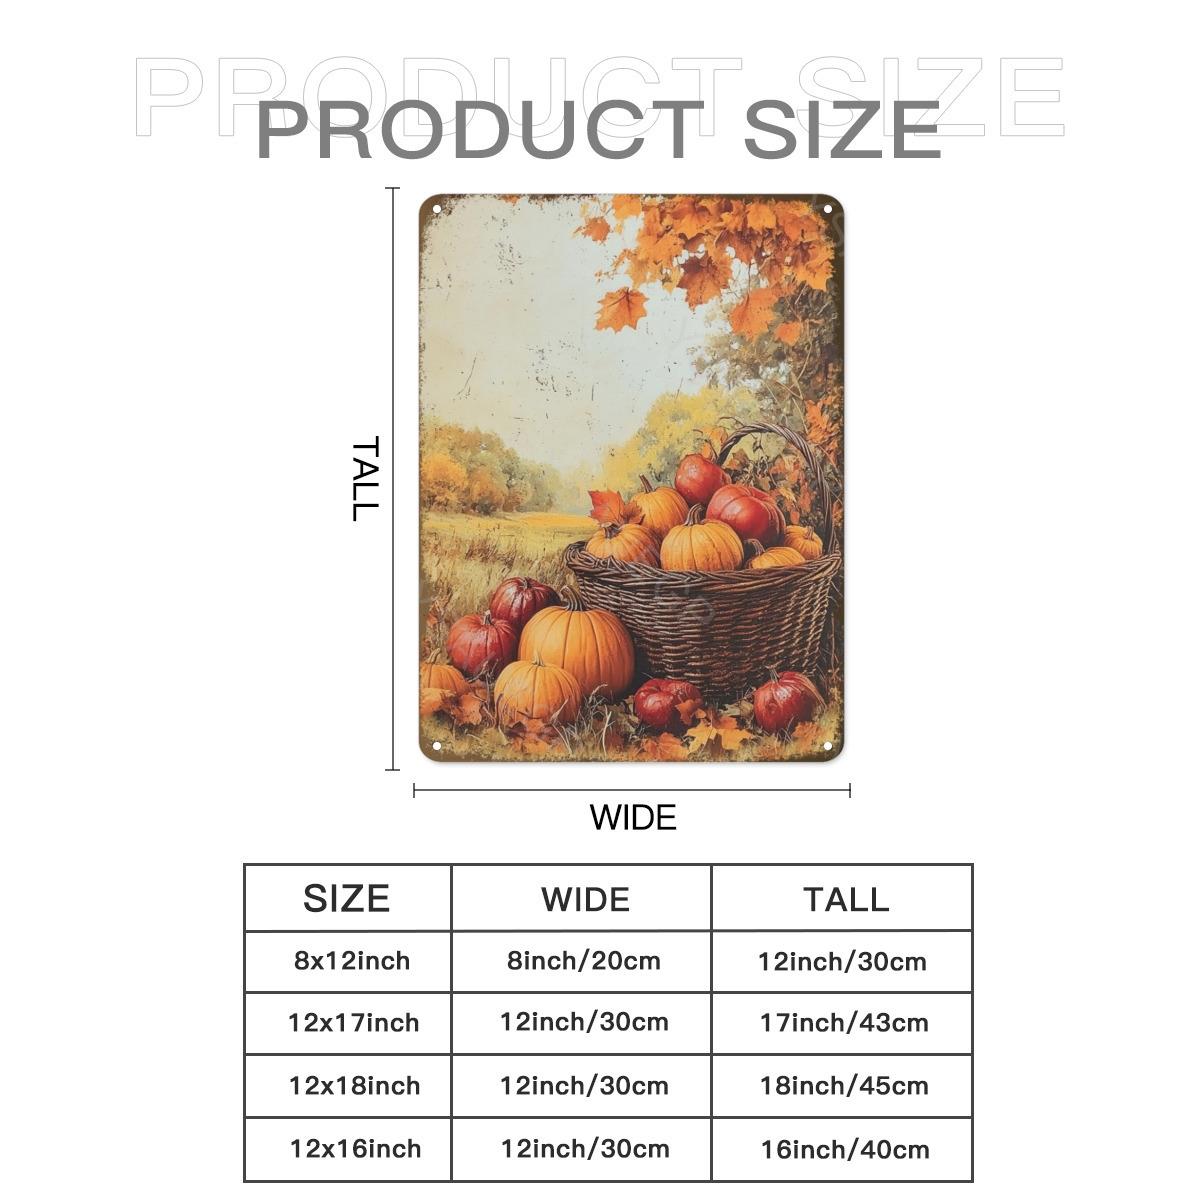 PRODUCT SIZE
PRODUCT SIZE
TALL
WIDE
SIZE WIDE TALL
8x12inch 8inch/20cm 12inch/30cm
12x17inch 12inch/30cm 17inch/43cm
12x18inch 12inch/30cm 18inch/45cm
12x16inch 12inch/30cm 16inch/40cm